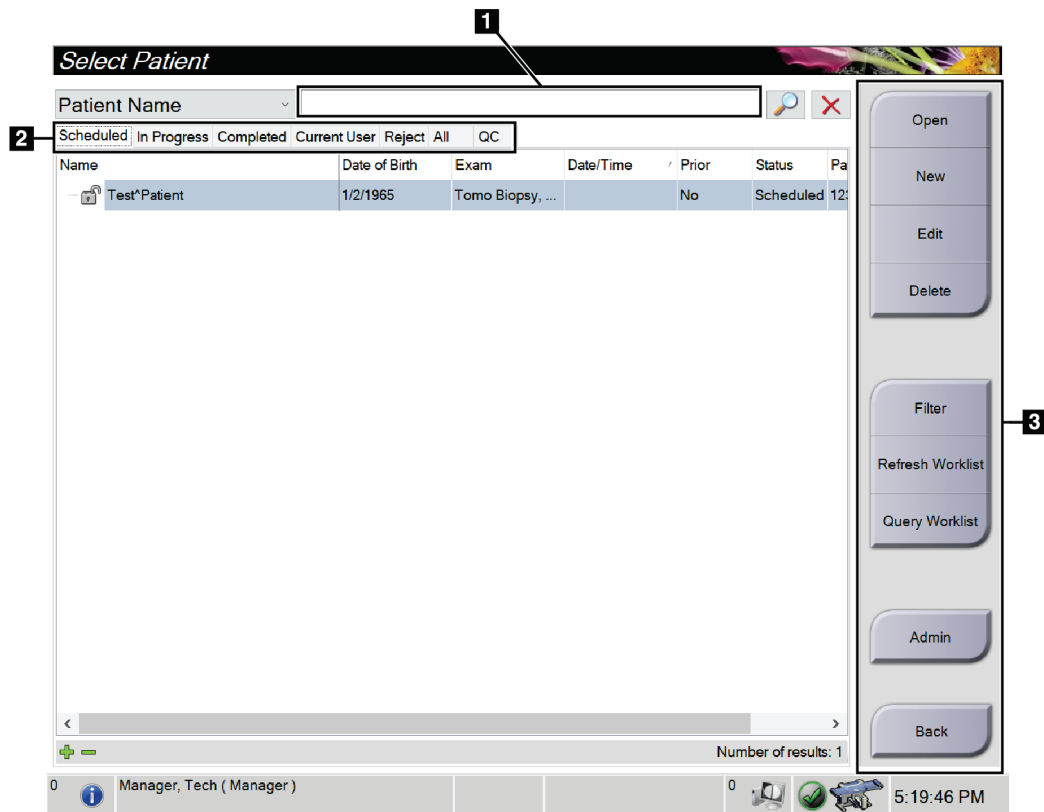 1
Select Patient
Patient Name
2
Scheduled In Progress Completed Current User Reject All QC
Name Date of Birth Exam Date/Time Prior Status Pa
Test^Patient 1/2/1965 Tomo Biopsy, ... No Scheduled 12
Open
New
Edit
Delete
Filter
Refresh Worklist
Query Worklist
3
Admin
Back
Number of results: 1
0 Manager, Tech ( Manager ) 0 5:19:46 PM